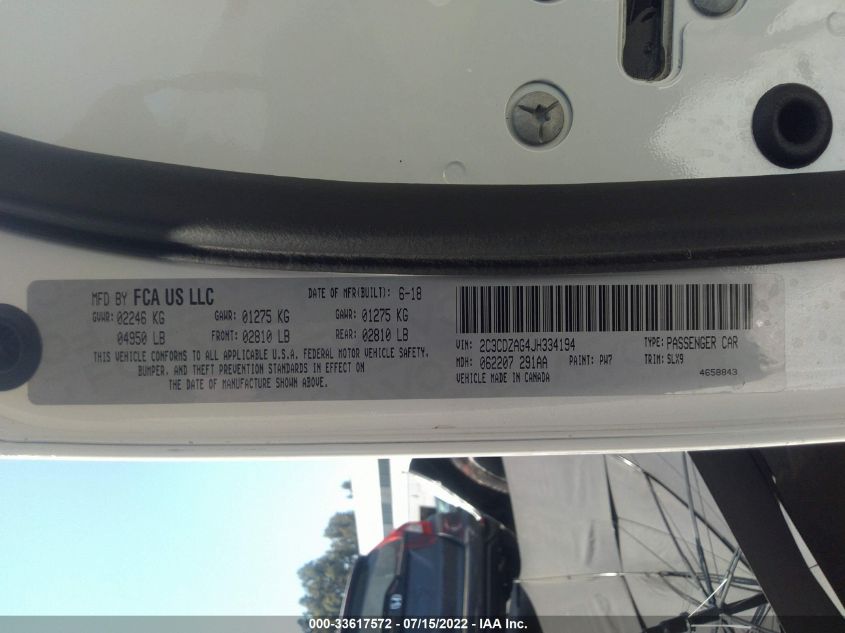 MFD BY FCA US LLC DATE OF MFR(BUILT): 6-18
GVWR: 02246 KG GAWR: 01275 KG GAWR: 01275 KG
04950 LB FRONT: 02810 LB REAR: 02810 LB
THIS VEHICLE CONFORMS TO ALL APPLICABLE U.S.A. FEDERAL MOTOR VEHICLE SAFETY,
BUMPER, AND THEFT PREVENTION STANDARDS IN EFFECT ON
THE DATE OF MANUFACTURE SHOWN ABOVE.
VIN: 2C3CDZAG4JH334194 TYPE: PASSENGER CAR
MDH: 062207 291AA PAINT: PW7 TRIM: SLX9
VEHICLE MADE IN CANADA 4658843
000-33617572 - 07/15/2022 - IAA Inc.